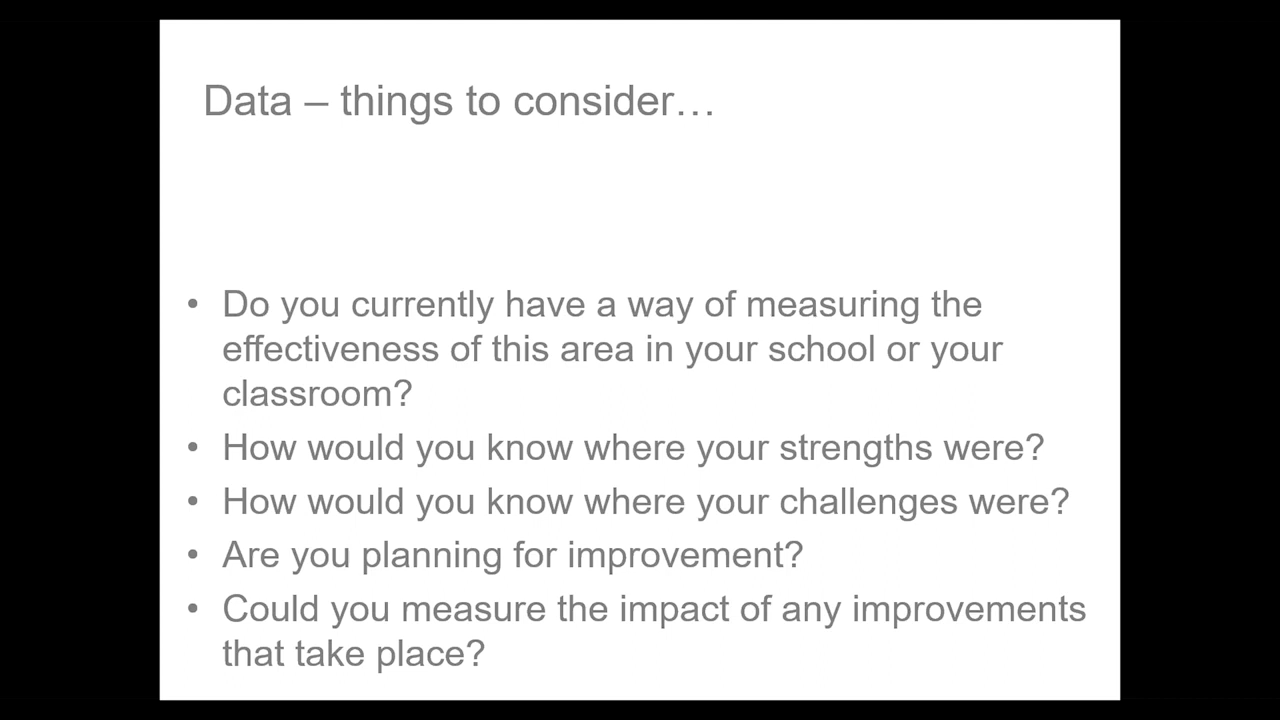 Data – things to consider…
• Do you currently have a way of measuring the
effectiveness of this area in your school or your
classroom?
• How would you know where your strengths were?
• How would you know where your challenges were?
• Are you planning for improvement?
• Could you measure the impact of any improvements
that take place?